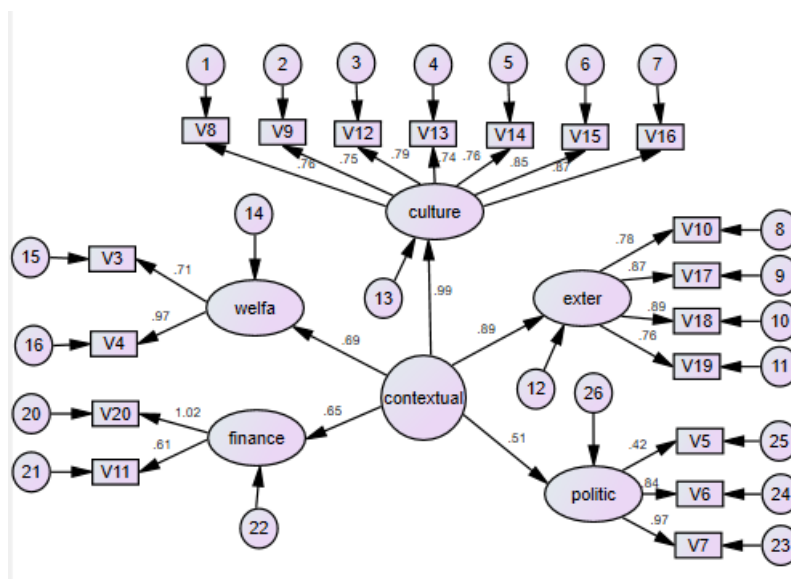 1 2 3 4 5 6 7
V8 V9 V12 V13 V14 V15 V16
.76 .75 .79 .74 .76 .85 .87
culture
14
13
.99
15 V3
.71
welfa
16 V4
.97
.69
V10 8
.78
V17 9
.87
exter
V18 10
.89
V19 11
.76
12
.89
contextual
20 V20
1.02
21 V11
.61
finance
22
.65
26
.51
politic
V5 25
.42
V6 24
.84
V7 23
.97